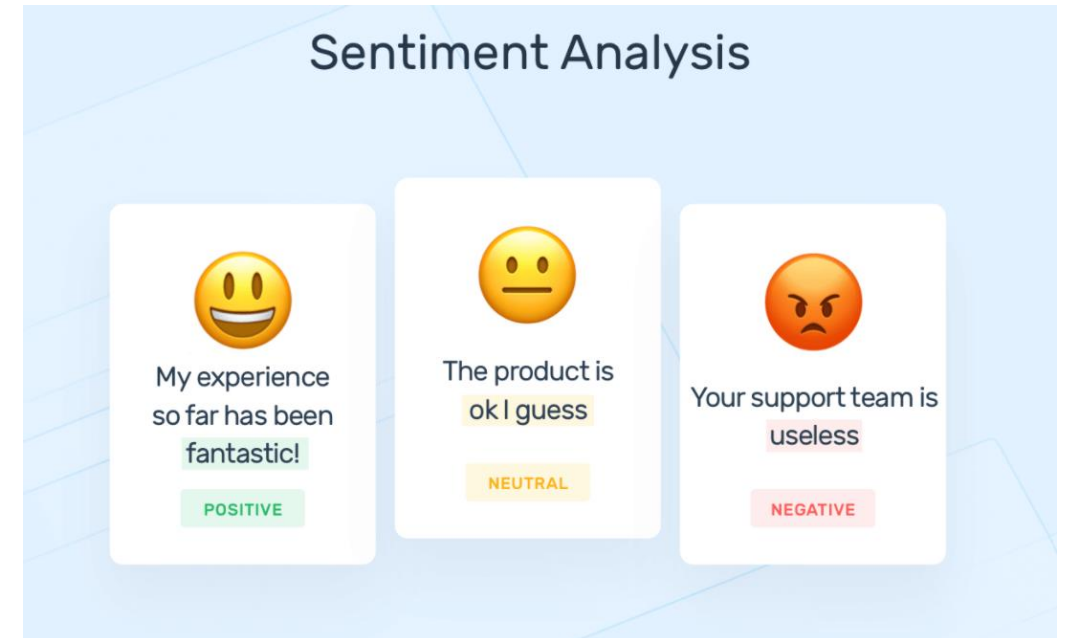 Sentiment Analysis
My experience
so far has been
fantastic!
POSITIVE
The product is
ok I guess
NEUTRAL
Your support team is
useless
NEGATIVE